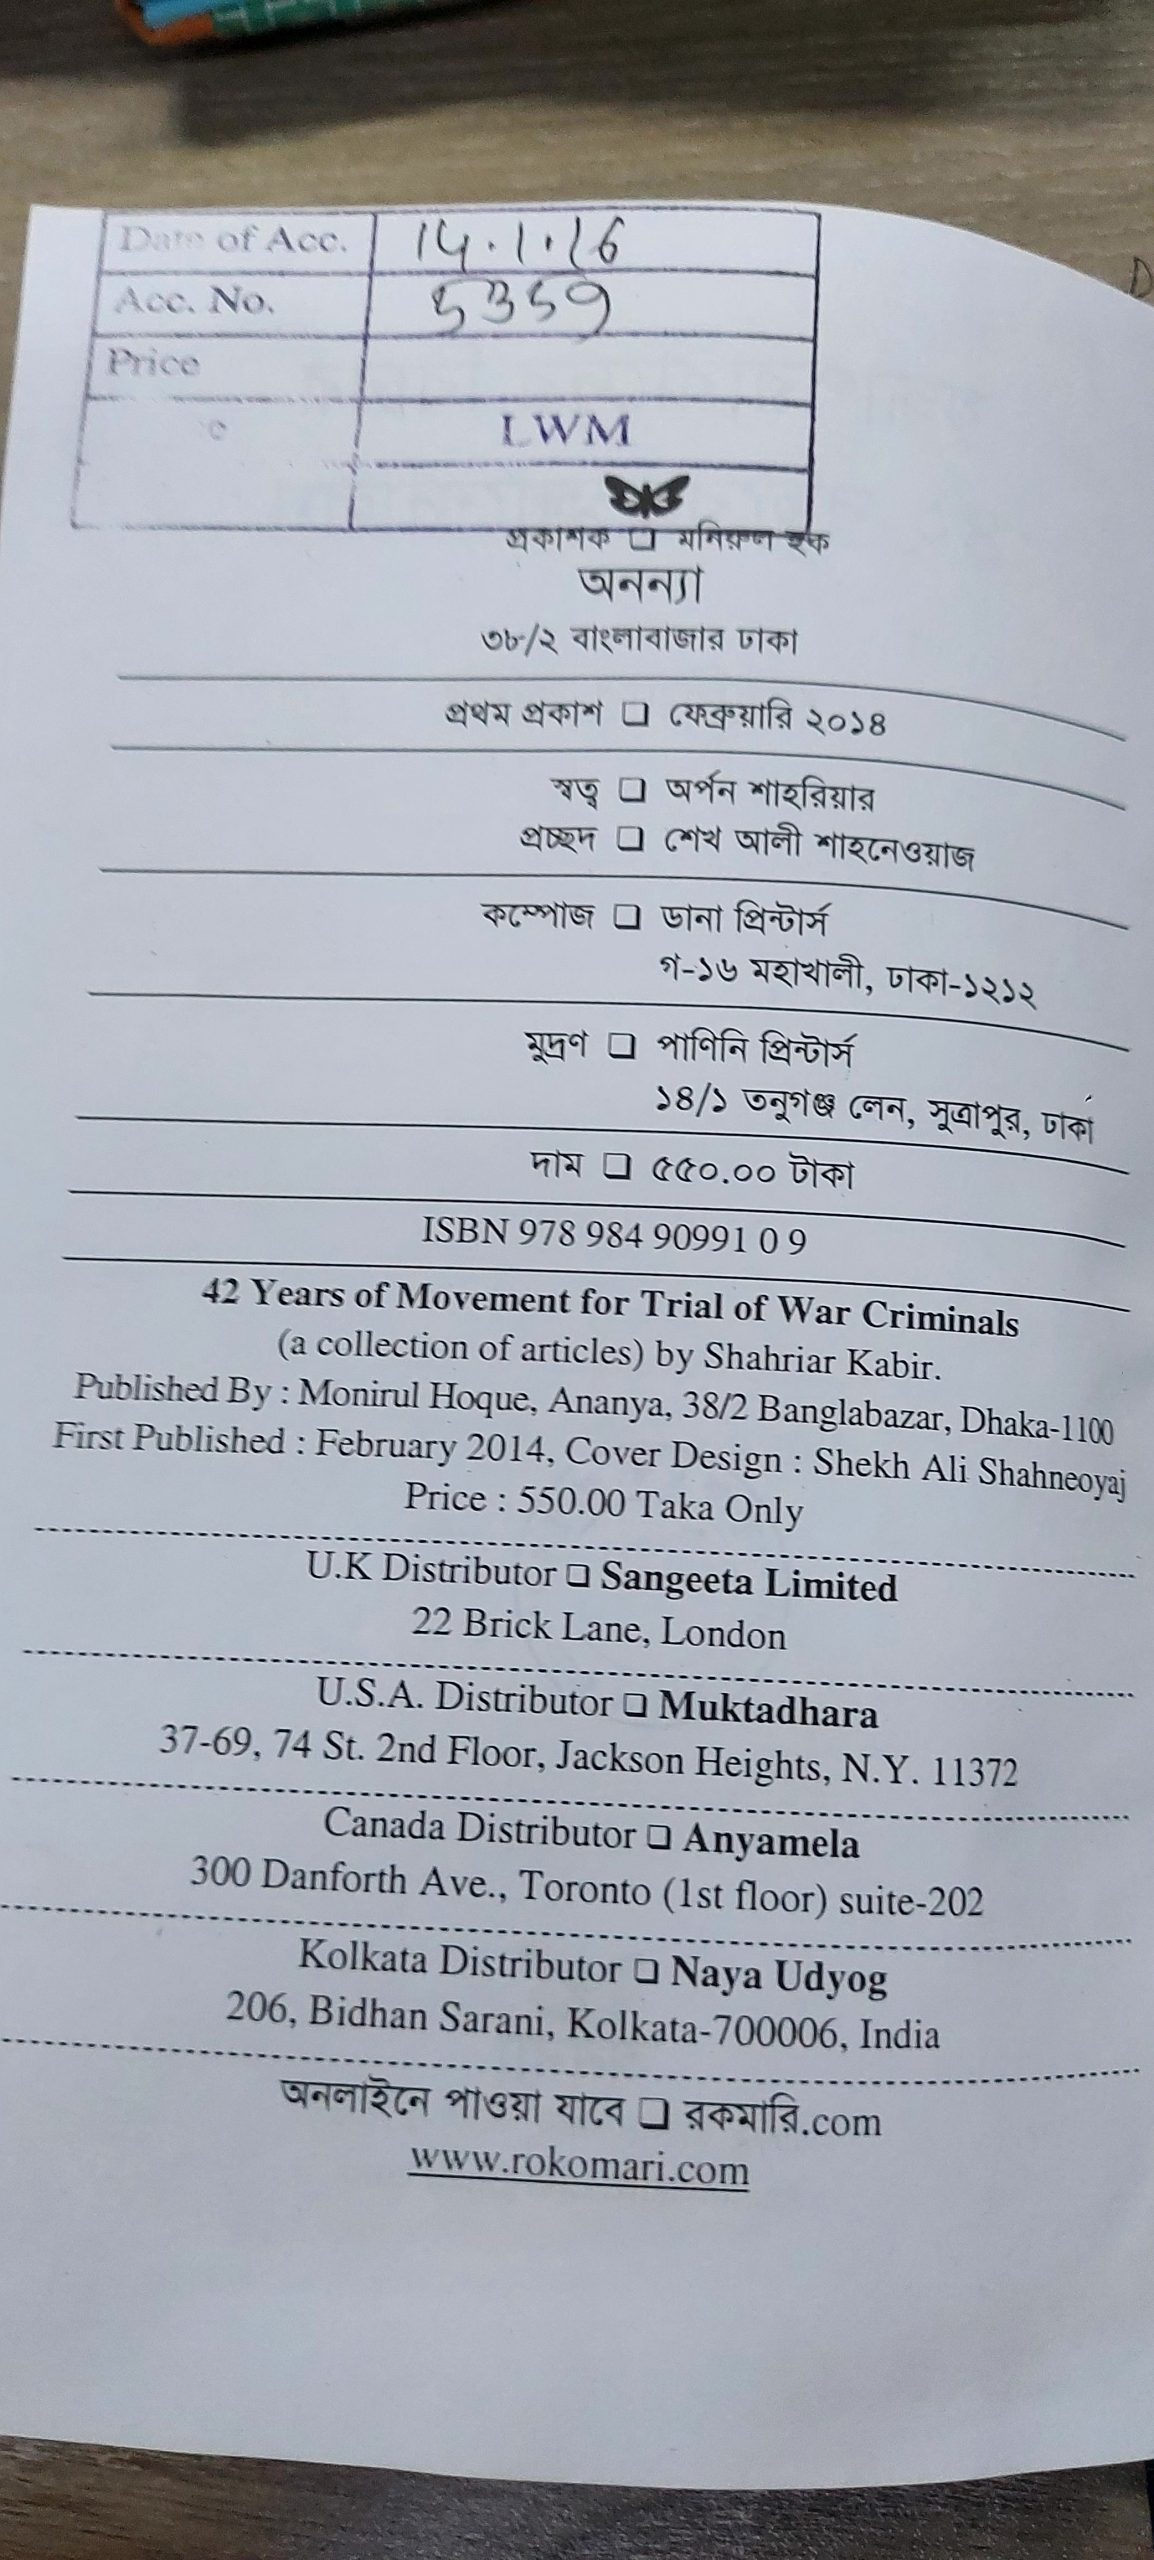 Date of Acc. 14.1.16
Acc. No. 5359
Price
LWM
প্রকাশক ❑ মনিরুল হক
অনন্যা
৩৮/২ বাংলাবাজার ঢাকা
প্রথম প্রকাশ ❑ ফেব্রুয়ারি ২০১৪
স্বত্ব ❑ অর্পন শাহরিয়ার
প্রচ্ছদ ❑ শেখ আলী শাহনেওয়াজ
কম্পোজ ❑ ডানা প্রিন্টার্স
গ-১৬ মহাখালী, ঢাকা-১২১২
মুদ্রণ ❑ পাণিনি প্রিন্টার্স
১৪/১ তনুগঞ্জ লেন, সূত্রাপুর, ঢাকা
দাম ❑ ৫৫০.০০ টাকা
ISBN 978 984 90991 0 9
42 Years of Movement for Trial of War Criminals
(a collection of articles) by Shahriar Kabir.
Published By : Monirul Hoque, Ananya, 38/2 Banglabazar, Dhaka-1100
First Published : February 2014, Cover Design : Shekh Ali Shahneoyaj
Price : 550.00 Taka Only
U.K Distributor ❑ Sangeeta Limited
22 Brick Lane, London
U.S.A. Distributor ❑ Muktadhara
37-69, 74 St. 2nd Floor, Jackson Heights, N.Y. 11372
Canada Distributor ❑ Anyamela
300 Danforth Ave., Toronto (1st floor) suite-202
Kolkata Distributor ❑ Naya Udyog
206, Bidhan Sarani, Kolkata-700006, India
অনলাইনে পাওয়া যাবে ❑ রকমারি.com
www.rokomari.com